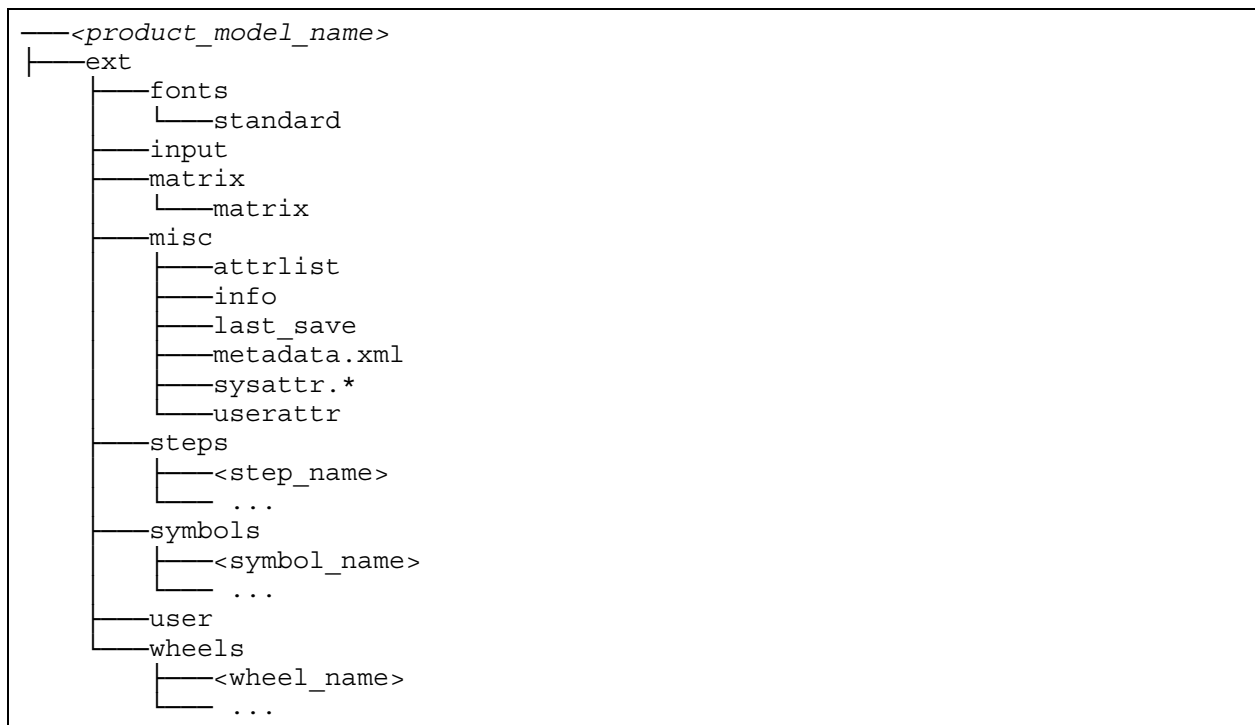 <product_model_name>
ext
fonts
standard
input
matrix
matrix
misc
attrlist
info
last_save
metadata.xml
sysattr.*
userattr
steps
<step_name>
...
symbols
<symbol_name>
...
user
wheels
<wheel_name>
...